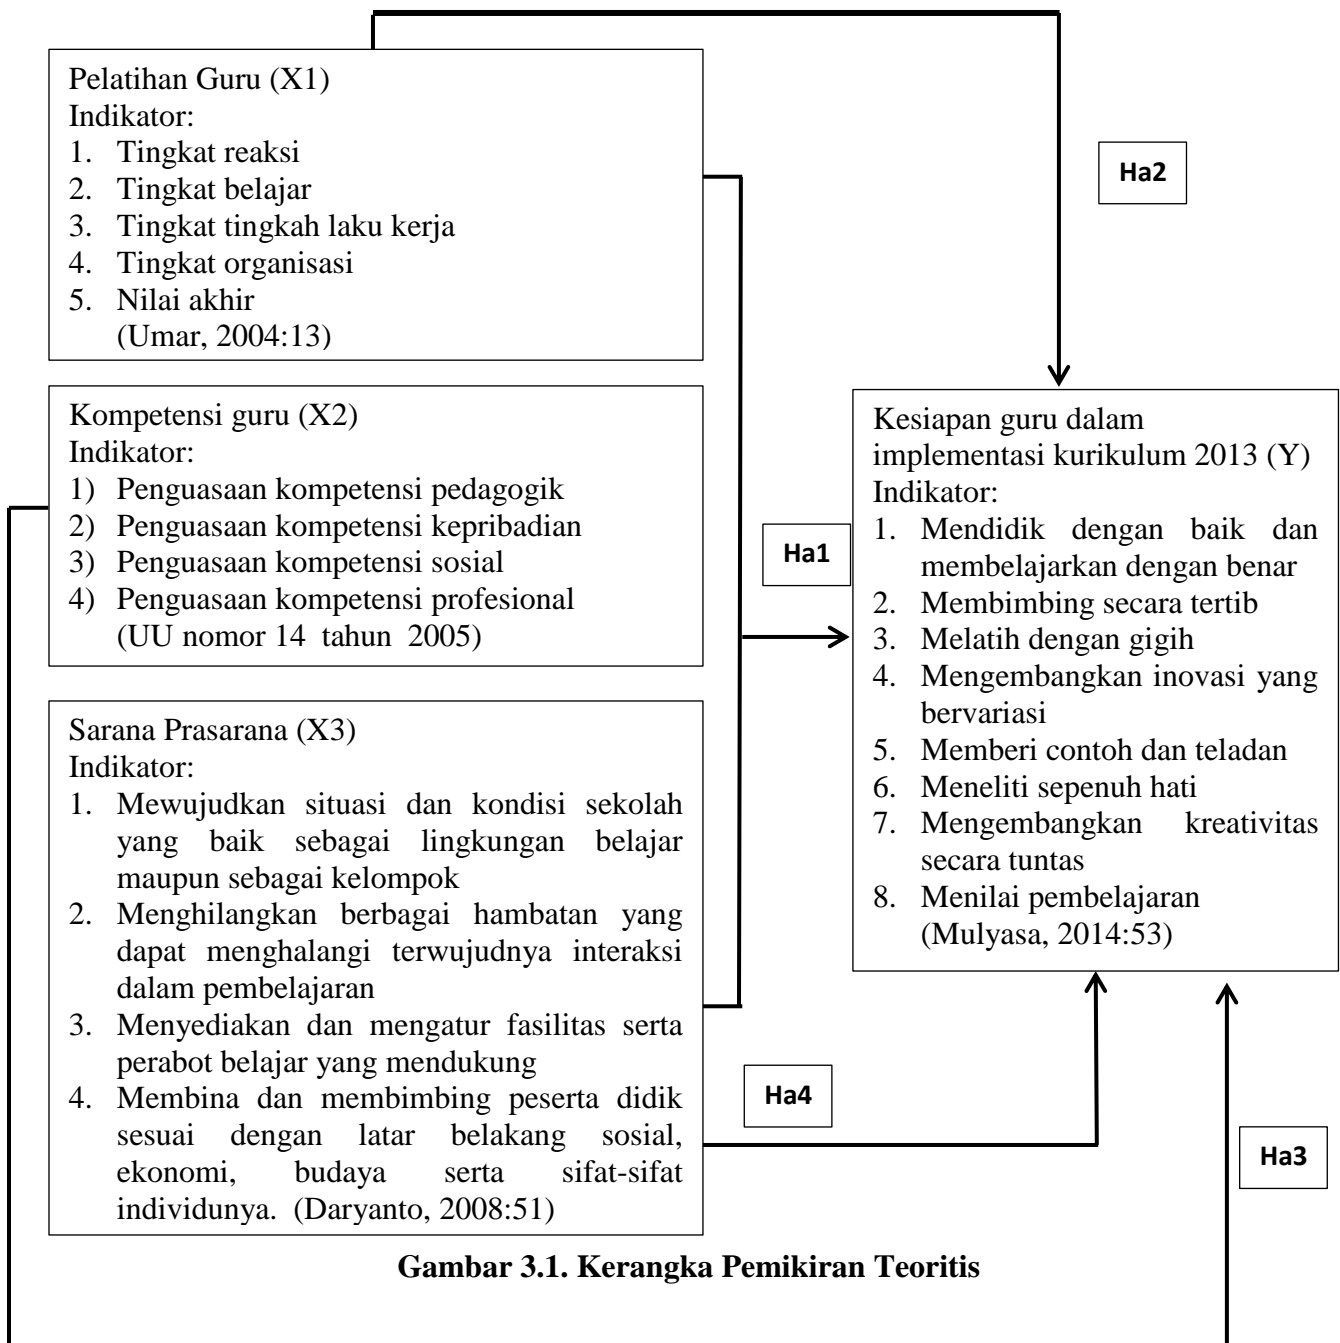 Pelatihan Guru (X1)
Indikator:
1. Tingkat reaksi
2. Tingkat belajar
3. Tingkat tingkah laku kerja
4. Tingkat organisasi
5. Nilai akhir
(Umar, 2004:13)
Ha2
Kompetensi guru (X2)
Indikator:
1) Penguasaan kompetensi pedagogik
2) Penguasaan kompetensi kepribadian
3) Penguasaan kompetensi sosial
4) Penguasaan kompetensi profesional
(UU nomor 14 tahun 2005)
Ha1
Kesiapan guru dalam
implementasi kurikulum 2013 (Y)
Indikator:
1. Mendidik dengan baik dan
membelajarkan dengan benar
2. Membimbing secara tertib
3. Melatih dengan gigih
4. Mengembangkan inovasi yang
bervariasi
5. Memberi contoh dan teladan
6. Meneliti sepenuh hati
7. Mengembangkan kreativitas
secara tuntas
8. Menilai pembelajaran
(Mulyasa, 2014:53)
Sarana Prasarana (X3)
Indikator:
1. Mewujudkan situasi dan kondisi sekolah
yang baik sebagai lingkungan belajar
maupun sebagai kelompok
2. Menghilangkan berbagai hambatan yang
dapat menghalangi terwujudnya interaksi
dalam pembelajaran
3. Menyediakan dan mengatur fasilitas serta
perabot belajar yang mendukung
4. Membina dan membimbing peserta didik
sesuai dengan latar belakang sosial,
ekonomi, budaya serta sifat-sifat
individunya. (Daryanto, 2008:51)
Ha4
Ha3
Gambar 3.1. Kerangka Pemikiran Teoritis